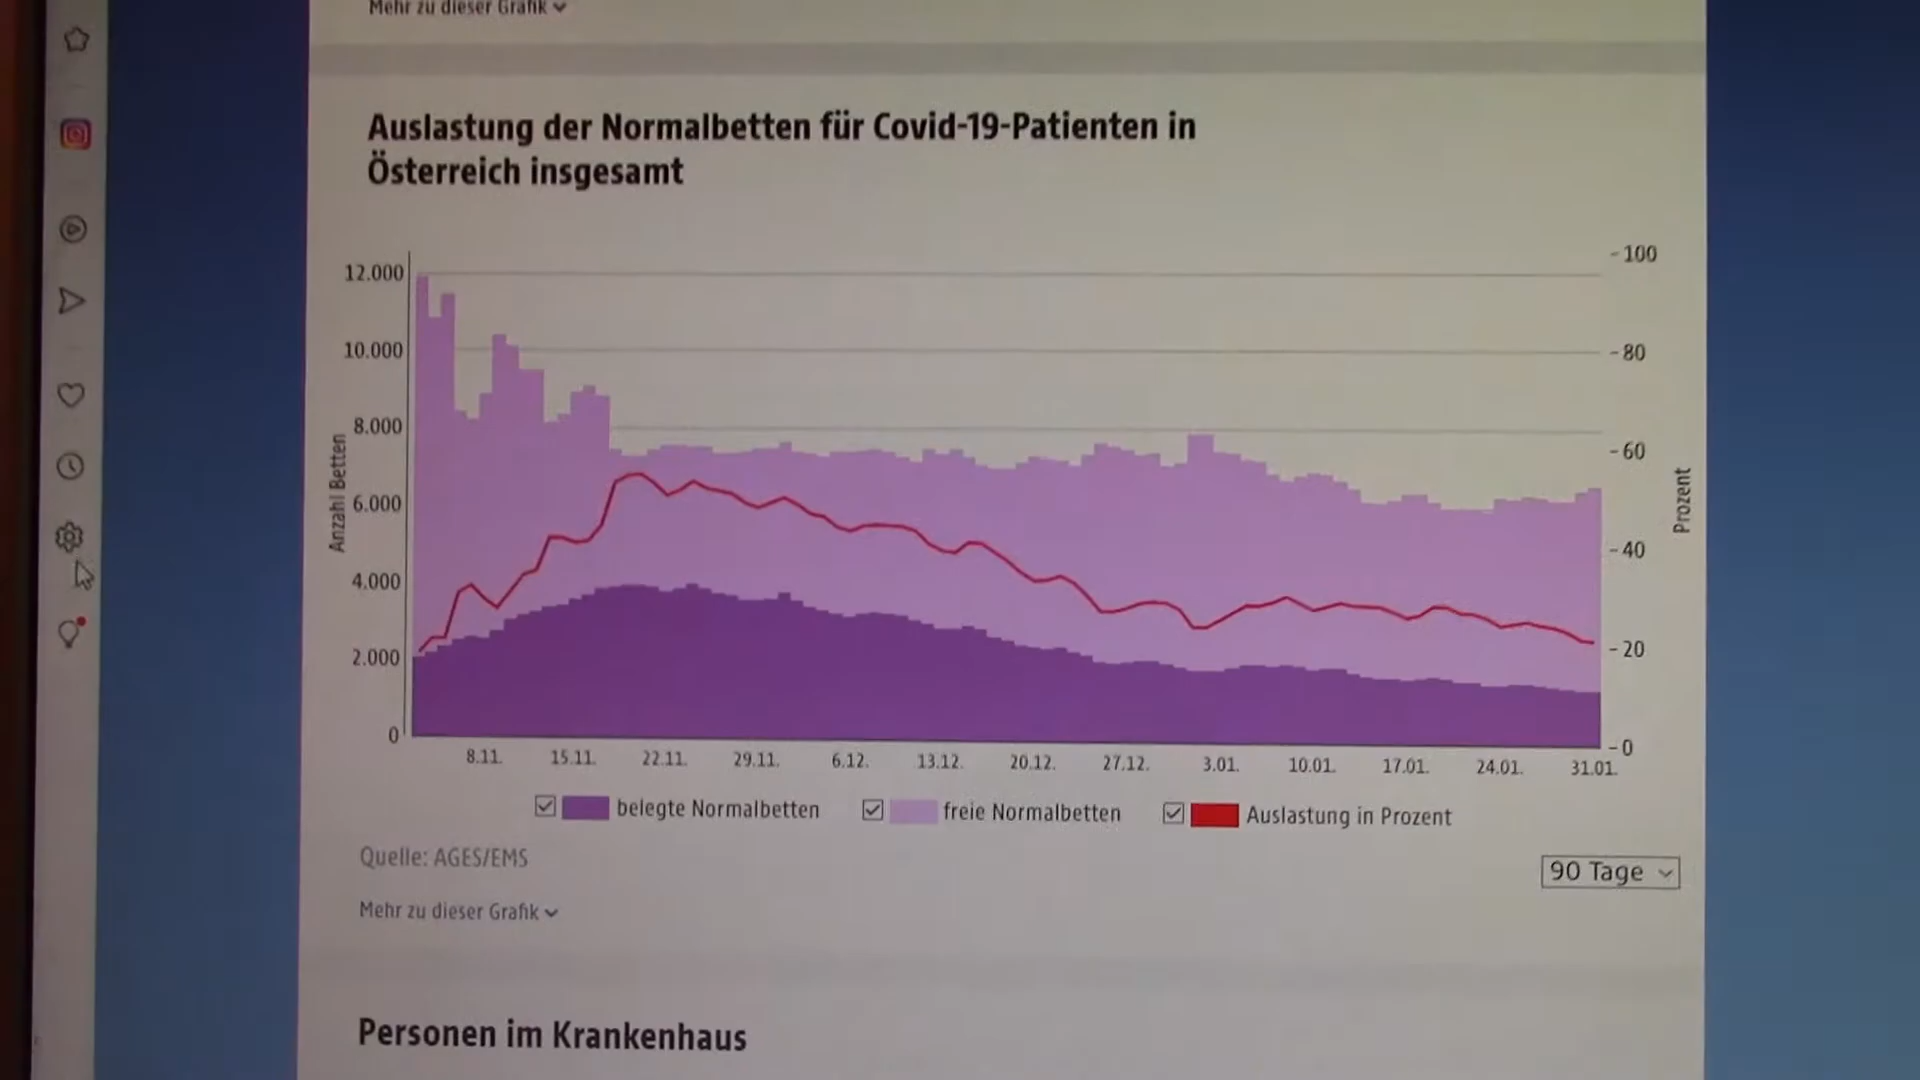 Mehr zu dieser Grafik
Auslastung der Normalbetten für Covid-19-Patienten in
Österreich insgesamt
12.000
10.000
8.000
6.000
4.000
2.000
0
Anzahl Betten
100
80
60
40
20
0
Prozent
8.11. 15.11. 22.11. 29.11. 6.12. 13.12. 20.12. 27.12. 3.01. 10.01. 17.01. 24.01. 31.01.
belegte Normalbetten freie Normalbetten Auslastung in Prozent
Quelle: AGES/EMS
90 Tage
Mehr zu dieser Grafik
Personen im Krankenhaus